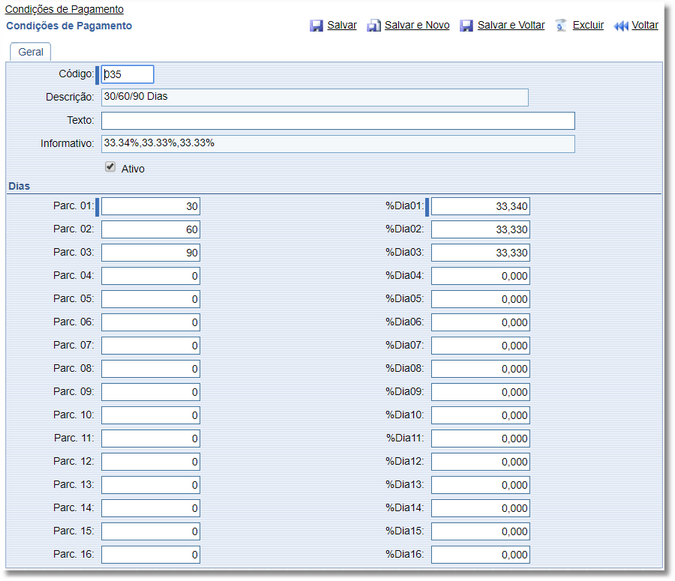 Condições de Pagamento
Condições de Pagamento Salvar Salvar e Novo Salvar e Voltar Excluir Voltar
Geral
Código: 035
Descrição: 30/60/90 Dias
Texto:
Informativo: 33.34%,33.33%,33.33%
Ativo
Dias
Parc. 01: 30 %Dia01: 33,340
Parc. 02: 60 %Dia02: 33,330
Parc. 03: 90 %Dia03: 33,330
Parc. 04: 0 %Dia04: 0,000
Parc. 05: 0 %Dia05: 0,000
Parc. 06: 0 %Dia06: 0,000
Parc. 07: 0 %Dia07: 0,000
Parc. 08: 0 %Dia08: 0,000
Parc. 09: 0 %Dia09: 0,000
Parc. 10: 0 %Dia10: 0,000
Parc. 11: 0 %Dia11: 0,000
Parc. 12: 0 %Dia12: 0,000
Parc. 13: 0 %Dia13: 0,000
Parc. 14: 0 %Dia14: 0,000
Parc. 15: 0 %Dia15: 0,000
Parc. 16: 0 %Dia16: 0,000